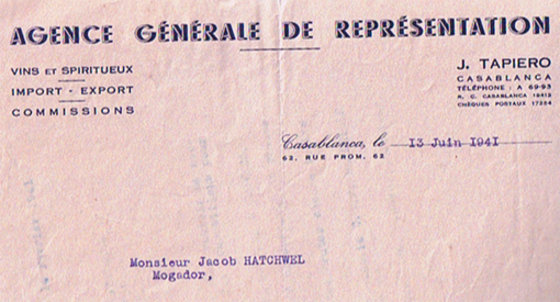 AGENCE GÉNÉRALE DE REPRÉSENTATION
VINS ET SPIRITUEUX
IMPORT - EXPORT
COMMISSIONS
J. TAPIERO
CASABLANCA
TÉLÉPHONE : A 69-93
R. C. CASABLANCA 19412
CHÈQUES POSTAUX 17284
Casablanca, le 13 Juin 1941
62, RUE PROM. 62
Monsieur Jacob HATCHWEL
Mogador,